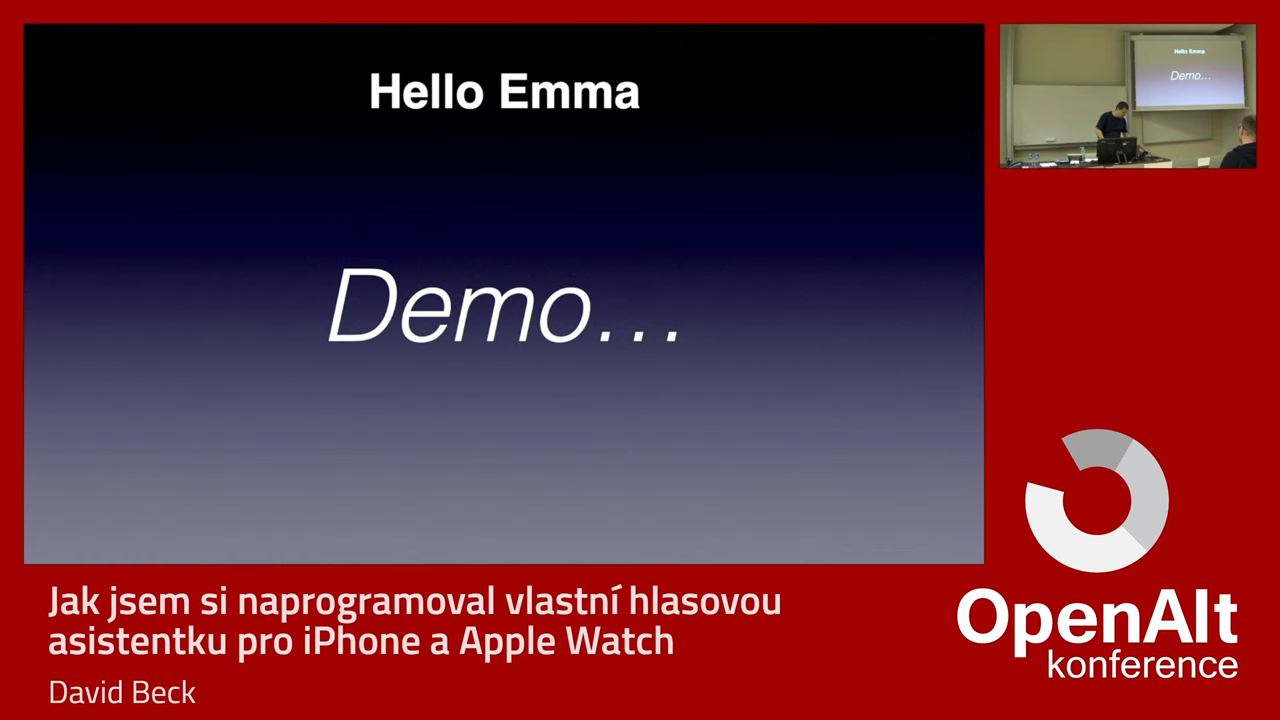 Hello Emma
Demo...
Hello Emma
Demo...
Jak jsem si naprogramoval vlastní hlasovou
asistentku pro iPhone a Apple Watch
David Beck
OpenAlt
konference